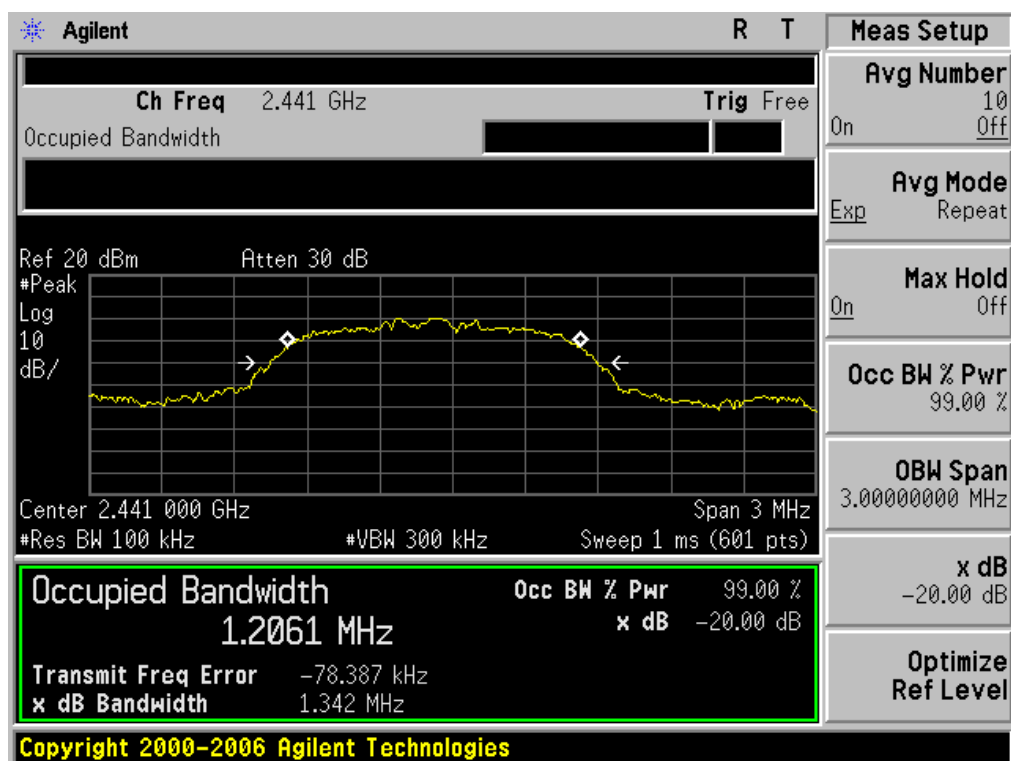 Agilent R T
Meas Setup
Ch Freq 2.441 GHz Trig Free
Occupied Bandwidth
Ref 20 dBm Atten 30 dB
#Peak
Log
10
dB/
Center 2.441 000 GHz Span 3 MHz
#Res BW 100 kHz #VBW 300 kHz Sweep 1 ms (601 pts)
Occupied Bandwidth Occ BW % Pwr 99.00 %
1.2061 MHz x dB -20.00 dB
Transmit Freq Error -78.387 kHz
x dB Bandwidth 1.342 MHz
Avg Number
10
On Off
Avg Mode
Exp Repeat
Max Hold
On Off
Occ BW % Pwr
99.00 %
OBW Span
3.00000000 MHz
x dB
-20.00 dB
Optimize
Ref Level
Copyright 2000-2006 Agilent Technologies